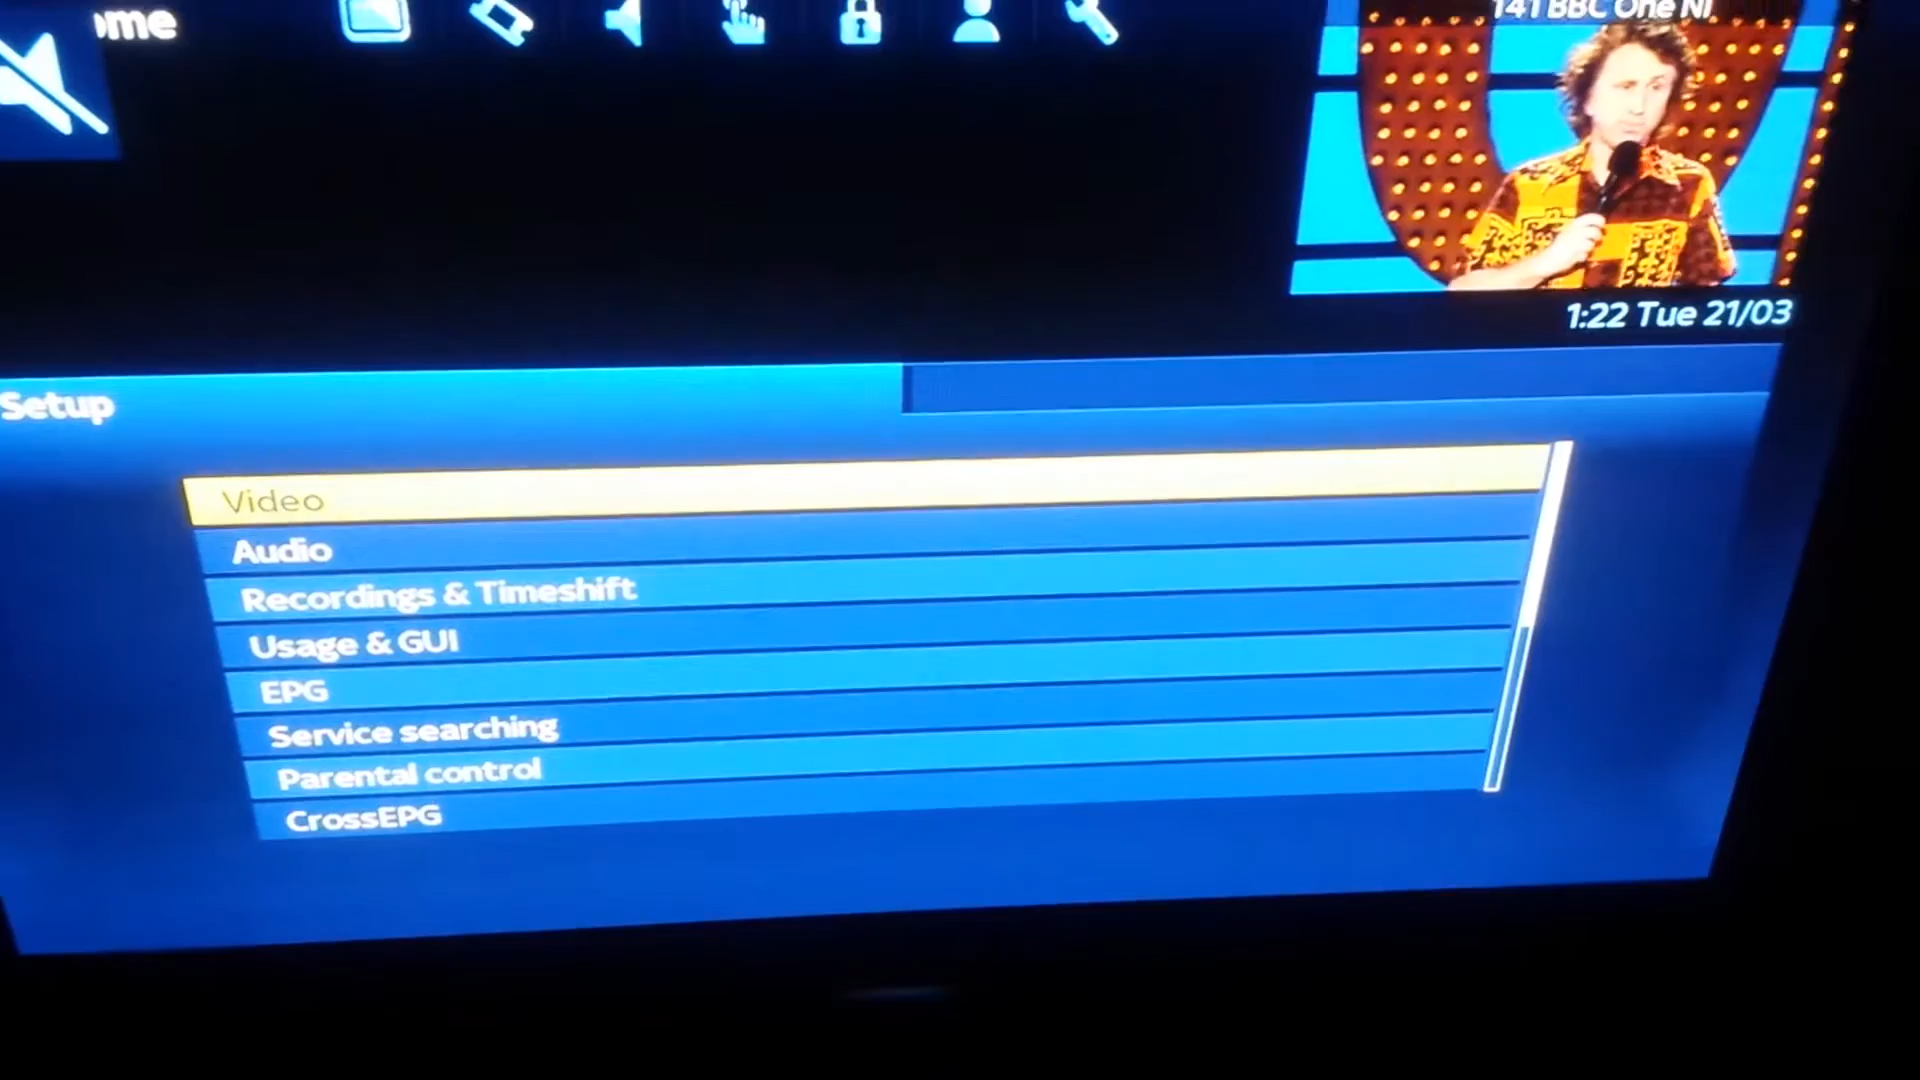 ome
141 BBC One NI
1:22 Tue 21/03
Setup
Video
Audio
Recordings & Timeshift
Usage & GUI
EPG
Service searching
Parental control
CrossEPG